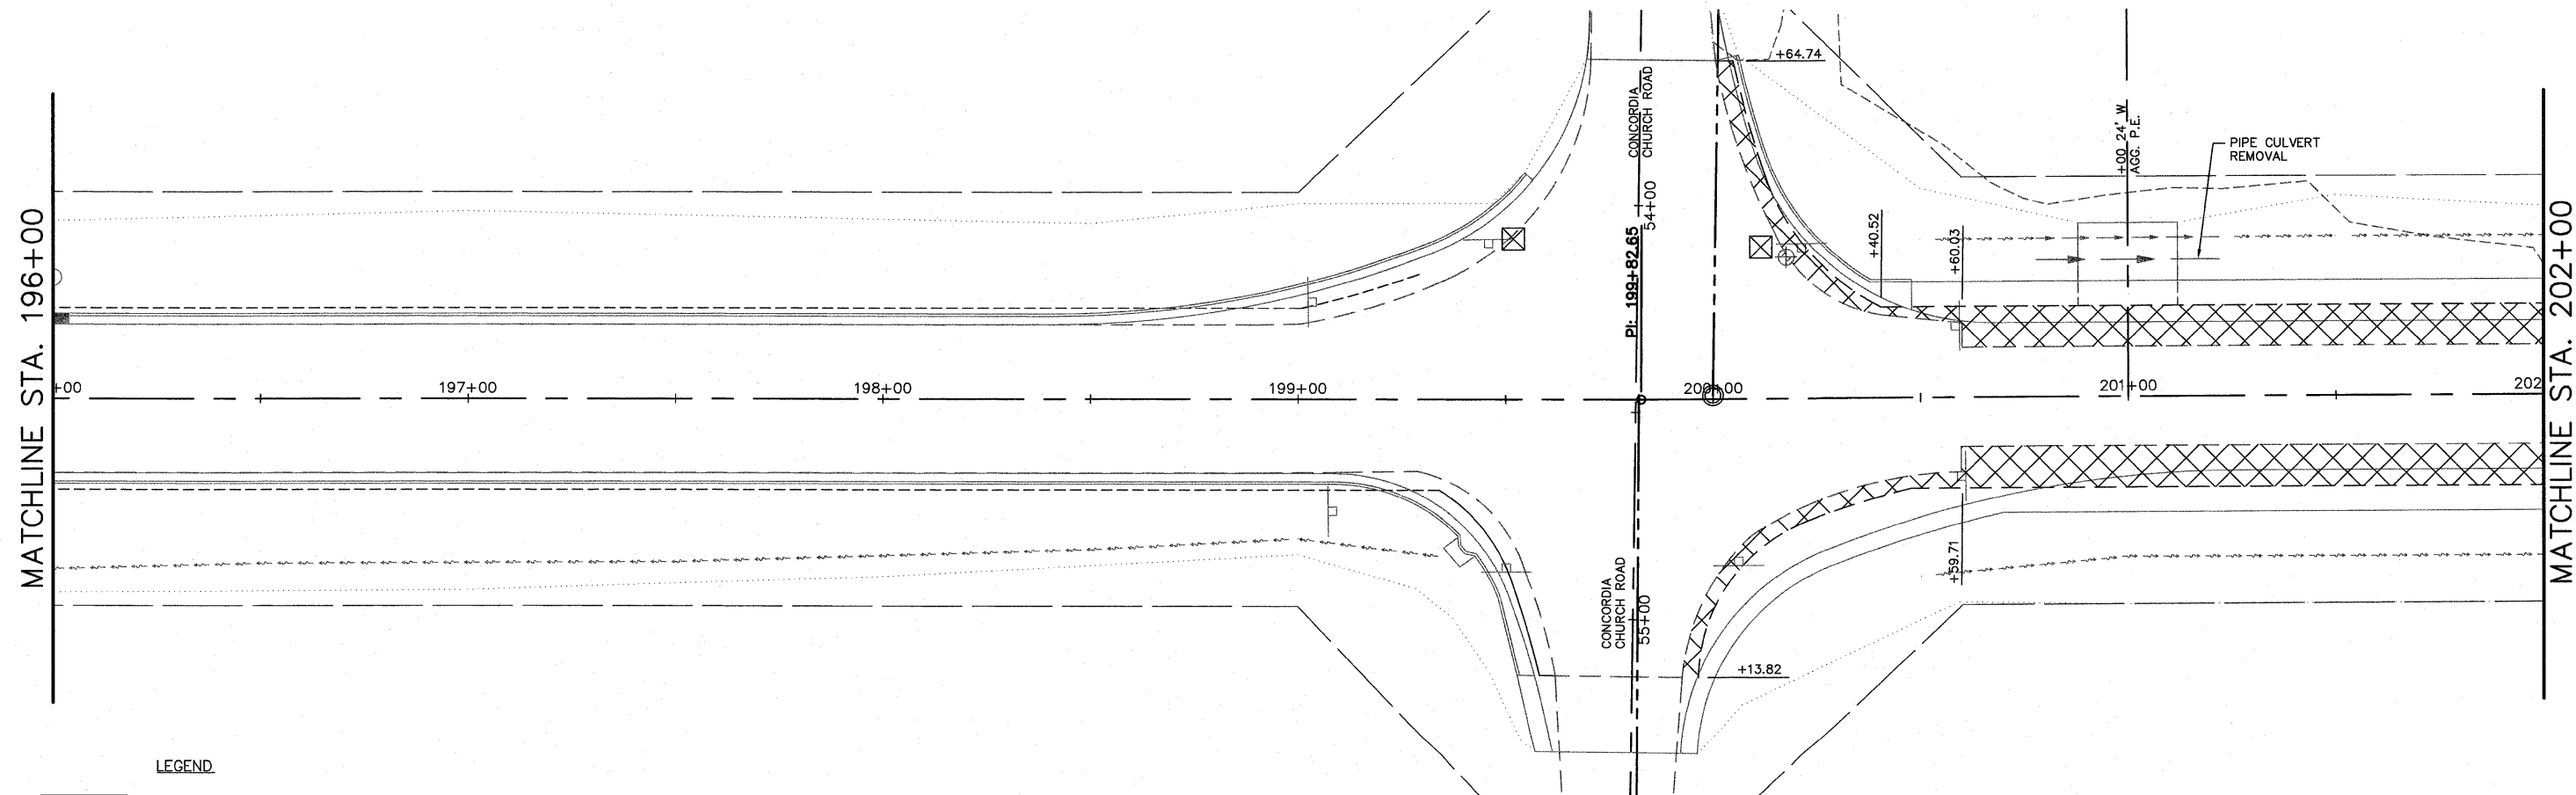 +64.74
CONCORDIA
CHURCH ROAD
+00 24' W
AGG. P.E.
PIPE CULVERT
REMOVAL
54+00
+40.52
+60.03
PI: 199+82.65
MATCHLINE STA. 196+00
MATCHLINE STA. 202+00
+00
197+00
198+00
199+00
200+00
201+00
202
+59.71
CONCORDIA
CHURCH ROAD
55+00
+13.82
LEGEND